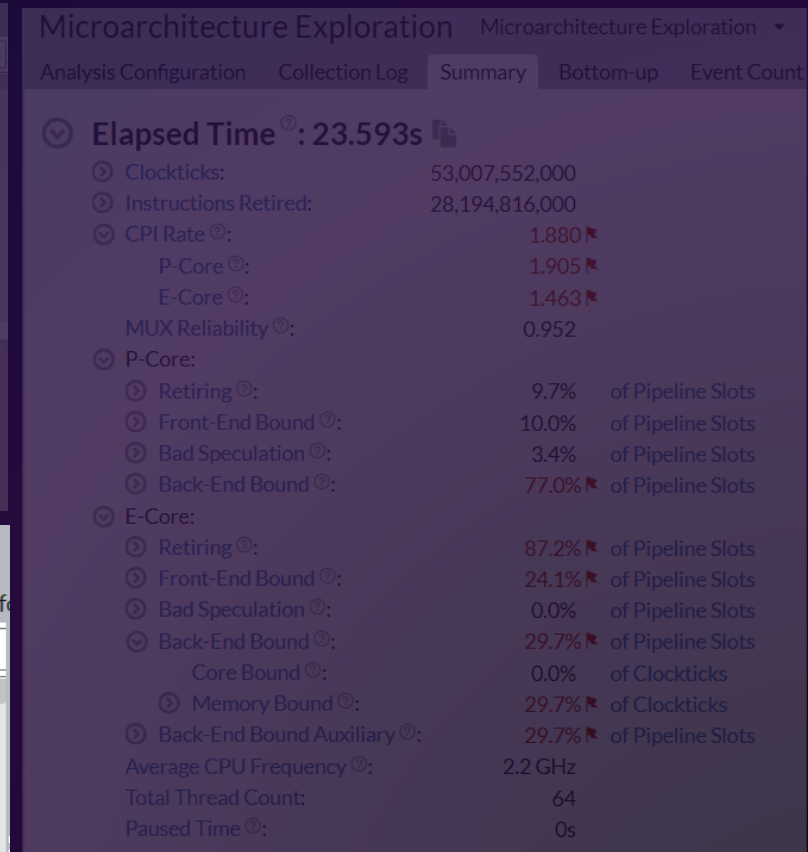 Microarchitecture Exploration Microarchitecture Exploration
Analysis Configuration Collection Log Summary Bottom-up Event Count
Elapsed Time: 23.593s
Clockticks: 53,007,552,000
Instructions Retired: 28,194,816,000
CPI Rate: 1.880
P-Core: 1.905
E-Core: 1.463
MUX Reliability: 0.952
P-Core:
Retiring: 9.7% of Pipeline Slots
Front-End Bound: 10.0% of Pipeline Slots
Bad Speculation: 3.4% of Pipeline Slots
Back-End Bound: 77.0% of Pipeline Slots
E-Core:
Retiring: 87.2% of Pipeline Slots
Front-End Bound: 24.1% of Pipeline Slots
Bad Speculation: 0.0% of Pipeline Slots
Back-End Bound: 29.7% of Pipeline Slots
Core Bound: 0.0% of Clockticks
Memory Bound: 29.7% of Clockticks
Back-End Bound Auxiliary: 29.7% of Pipeline Slots
Average CPU Frequency: 2.2 GHz
Total Thread Count: 64
Paused Time: 0s